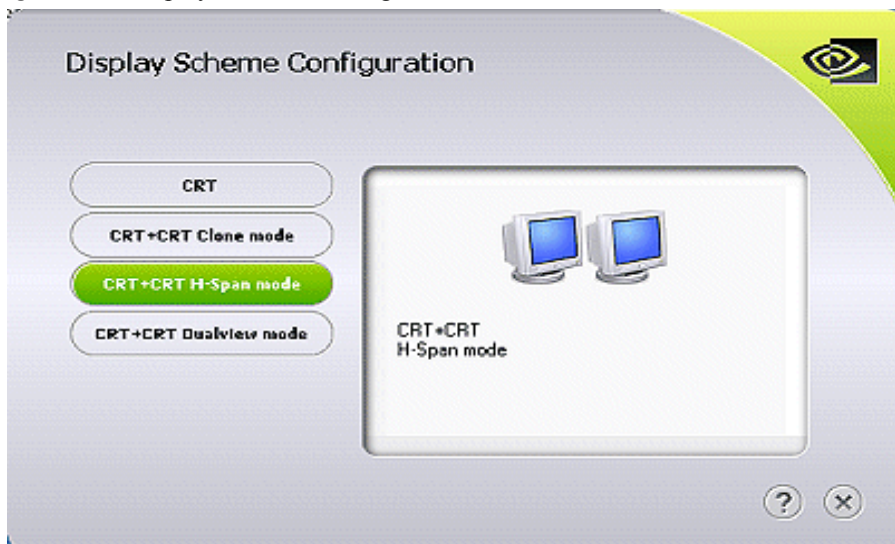 Display Scheme Configuration
CRT
CRT+CRT Clone mode
CRT+CRT H-Span mode
CRT+CRT Dualview mode
CRT+CRT
H-Span mode
?